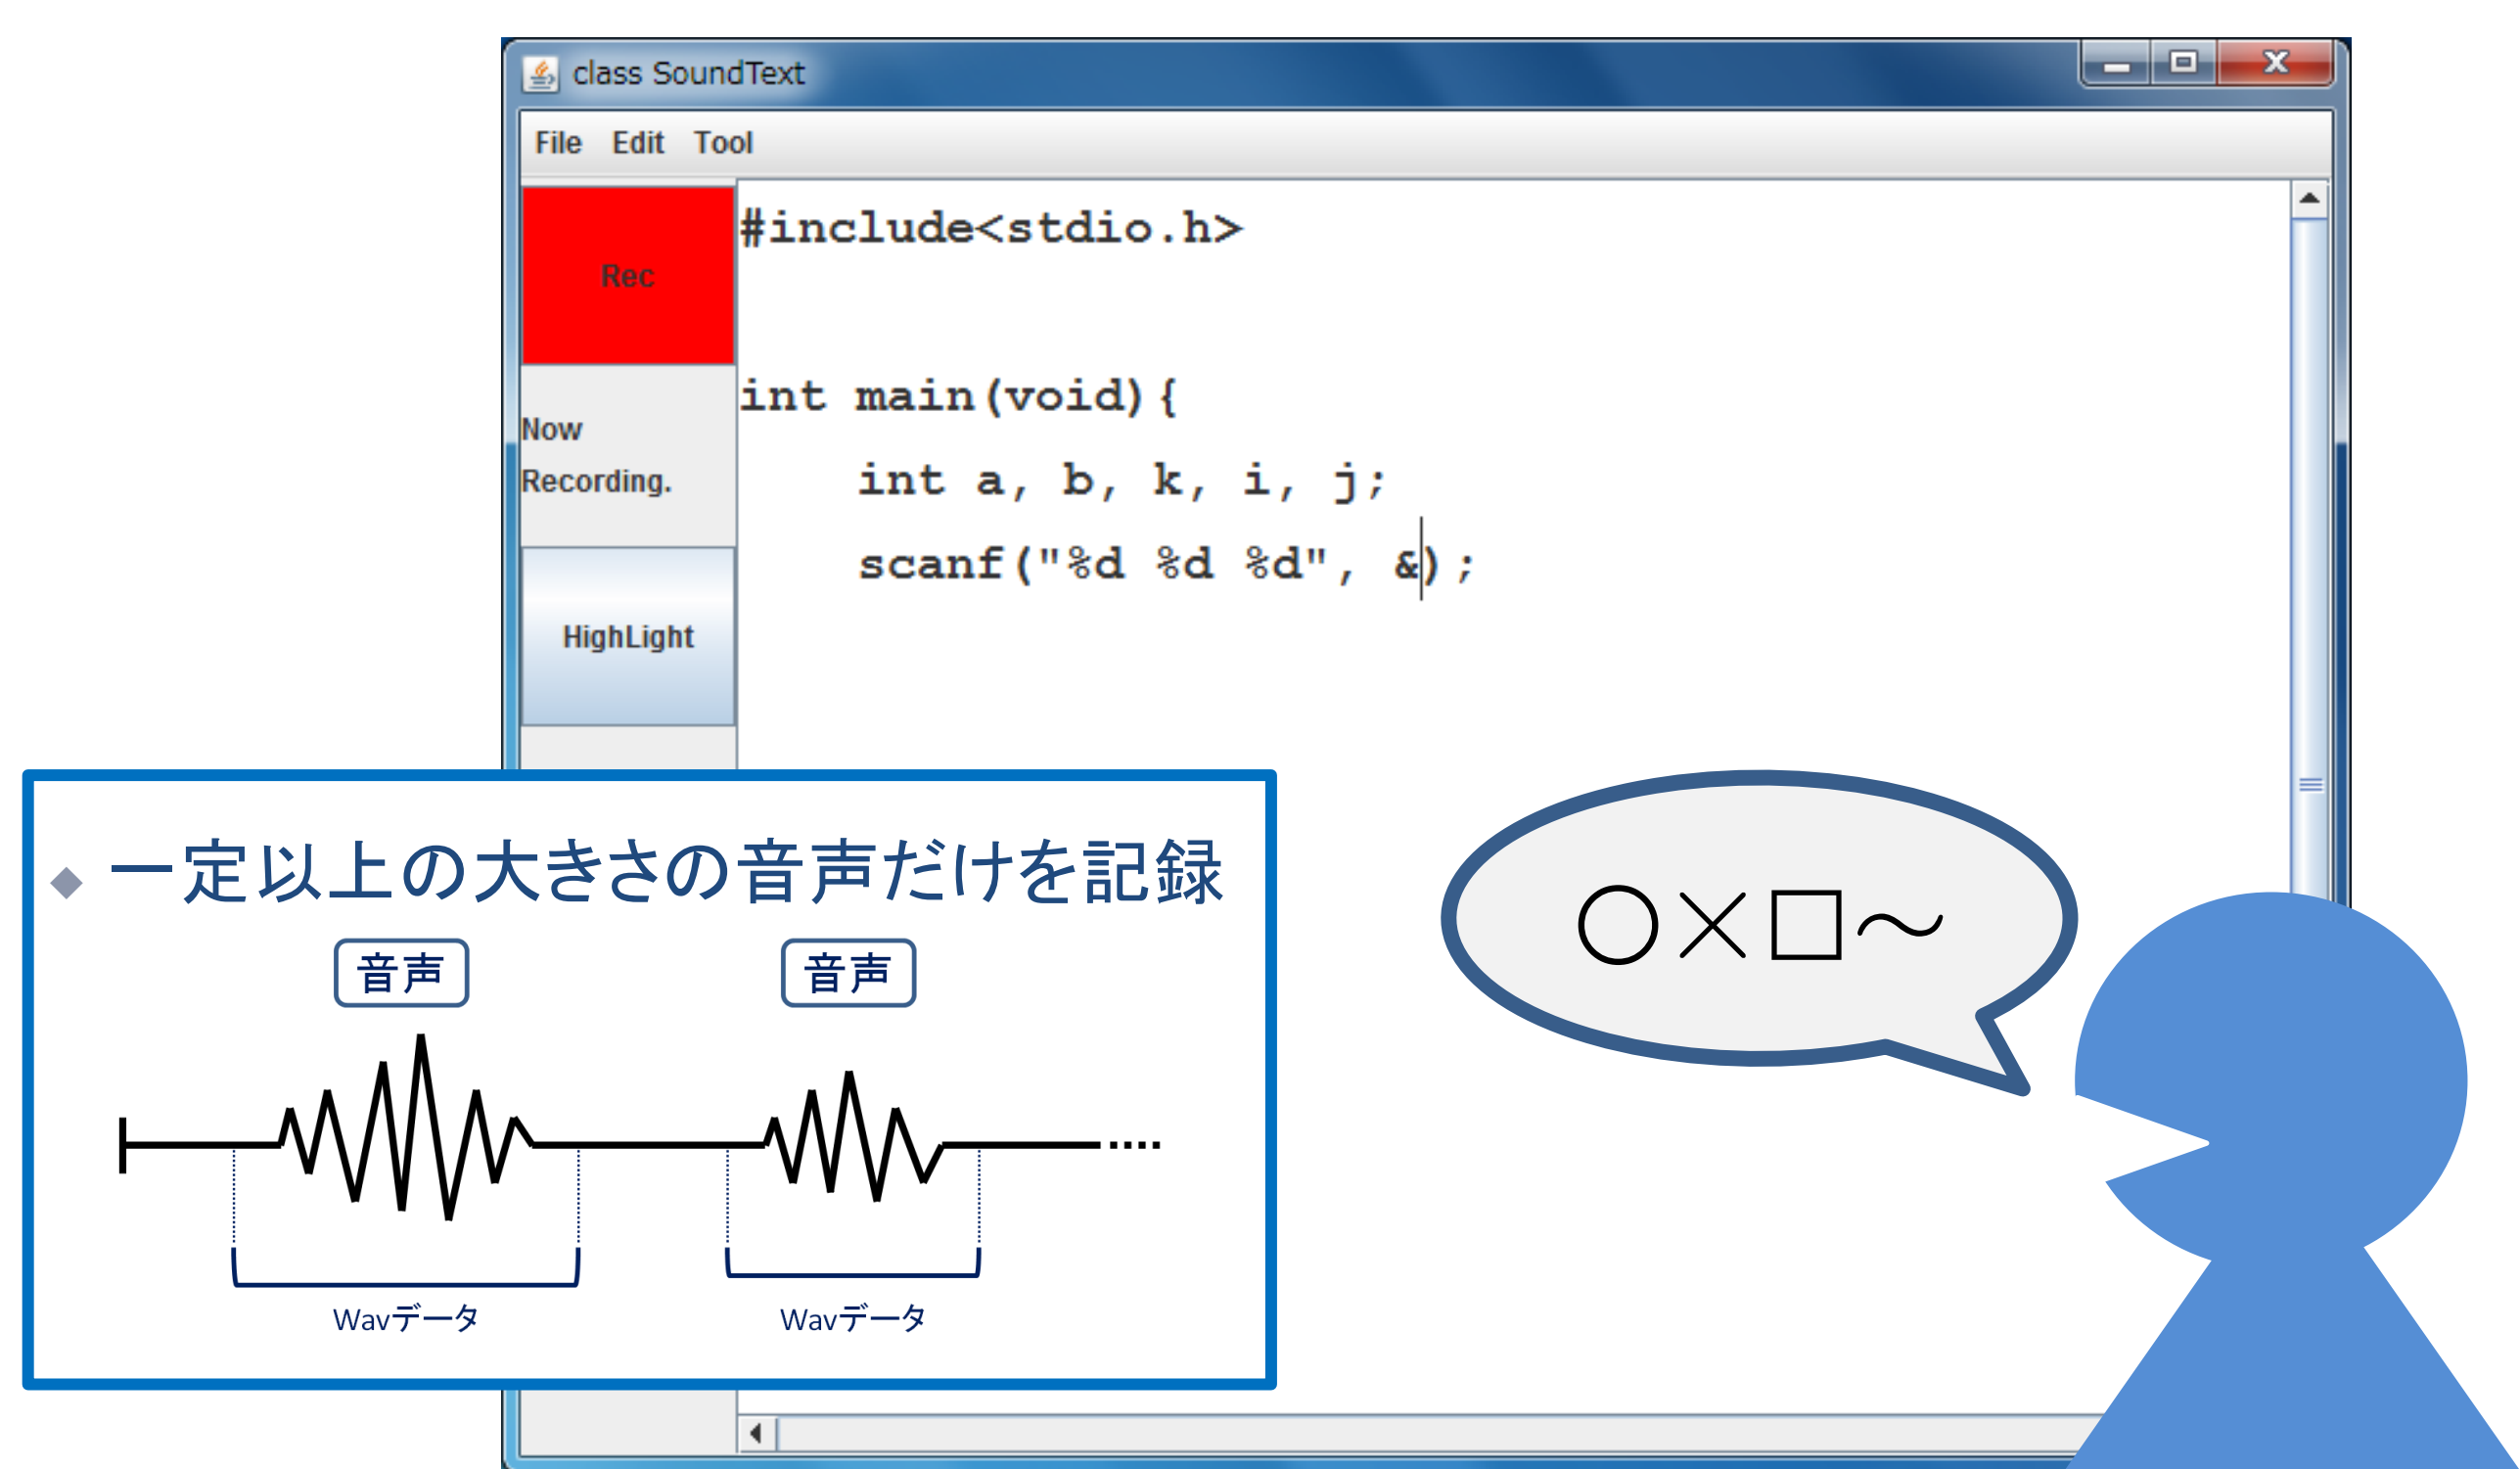 class SoundText
File Edit Tool
Rec
Now
Recording.
HighLight
#include<stdio.h>
int main(void){
    int a, b, k, i, j;
    scanf("%d %d %d", &);
一定以上の大きさの音声だけを記録
音声 音声
Wavデータ Wavデータ
○×□～